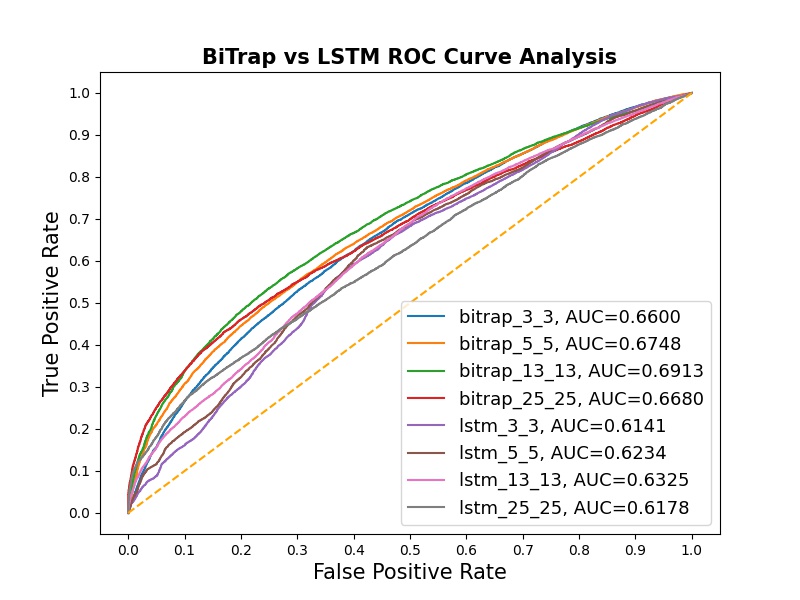 BiTrap vs LSTM ROC Curve Analysis
True Positive Rate
1.0
0.9
0.8
0.7
0.6
0.5
0.4
0.3
0.2
0.1
0.0
bitrap_3_3, AUC=0.6600
bitrap_5_5, AUC=0.6748
bitrap_13_13, AUC=0.6913
bitrap_25_25, AUC=0.6680
lstm_3_3, AUC=0.6141
lstm_5_5, AUC=0.6234
lstm_13_13, AUC=0.6325
lstm_25_25, AUC=0.6178
0.0 0.1 0.2 0.3 0.4 0.5 0.6 0.7 0.8 0.9 1.0
False Positive Rate